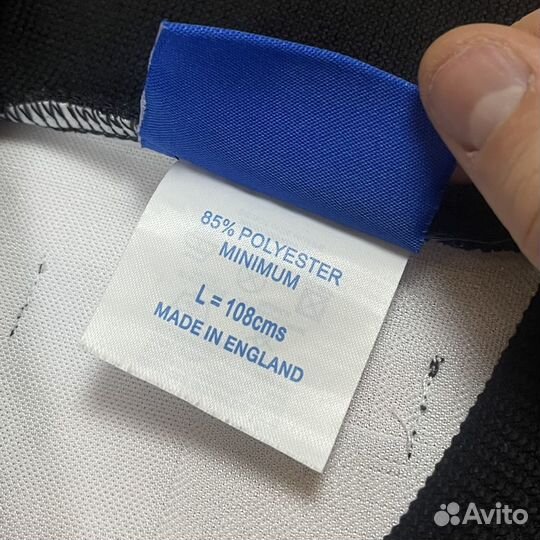 85% POLYESTER
MINIMUM
L = 108cms
MADE IN ENGLAND
Avito